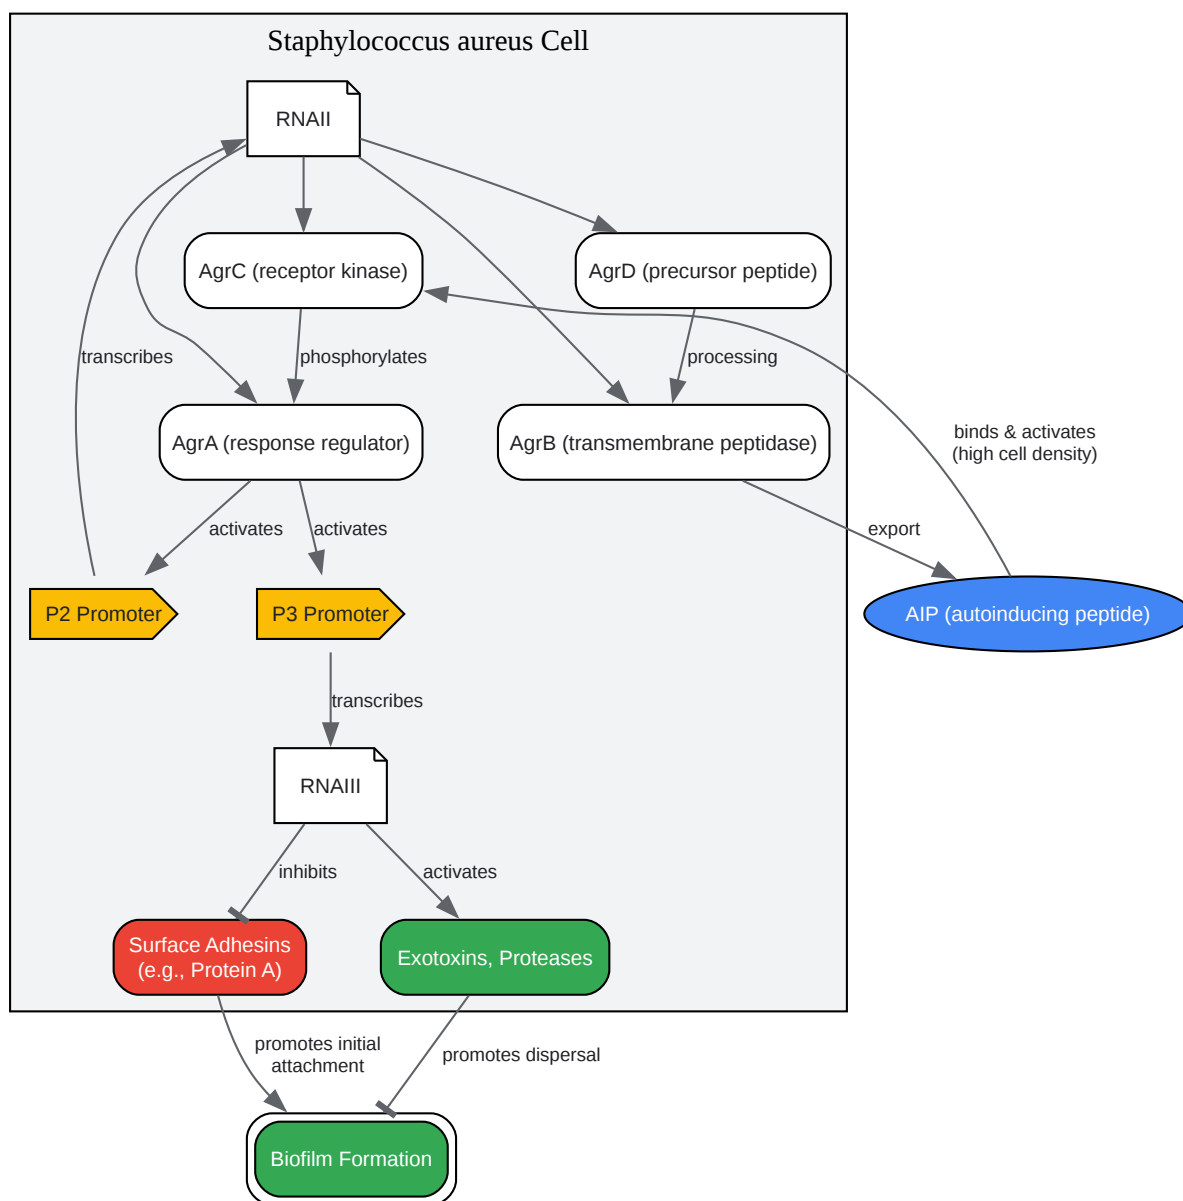 Staphylococcus aureus Cell
RNAII
AgrC (receptor kinase)
AgrD (precursor peptide)
transcribes
phosphorylates
processing
AgrA (response regulator)
AgrB (transmembrane peptidase)
binds & activates
(high cell density)
activates
activates
export
P2 Promoter
P3 Promoter
AIP (autoinducing peptide)
transcribes
RNAIII
inhibits
activates
Surface Adhesins
(e.g., Protein A)
Exotoxins, Proteases
promotes initial
attachment
promotes dispersal
Biofilm Formation